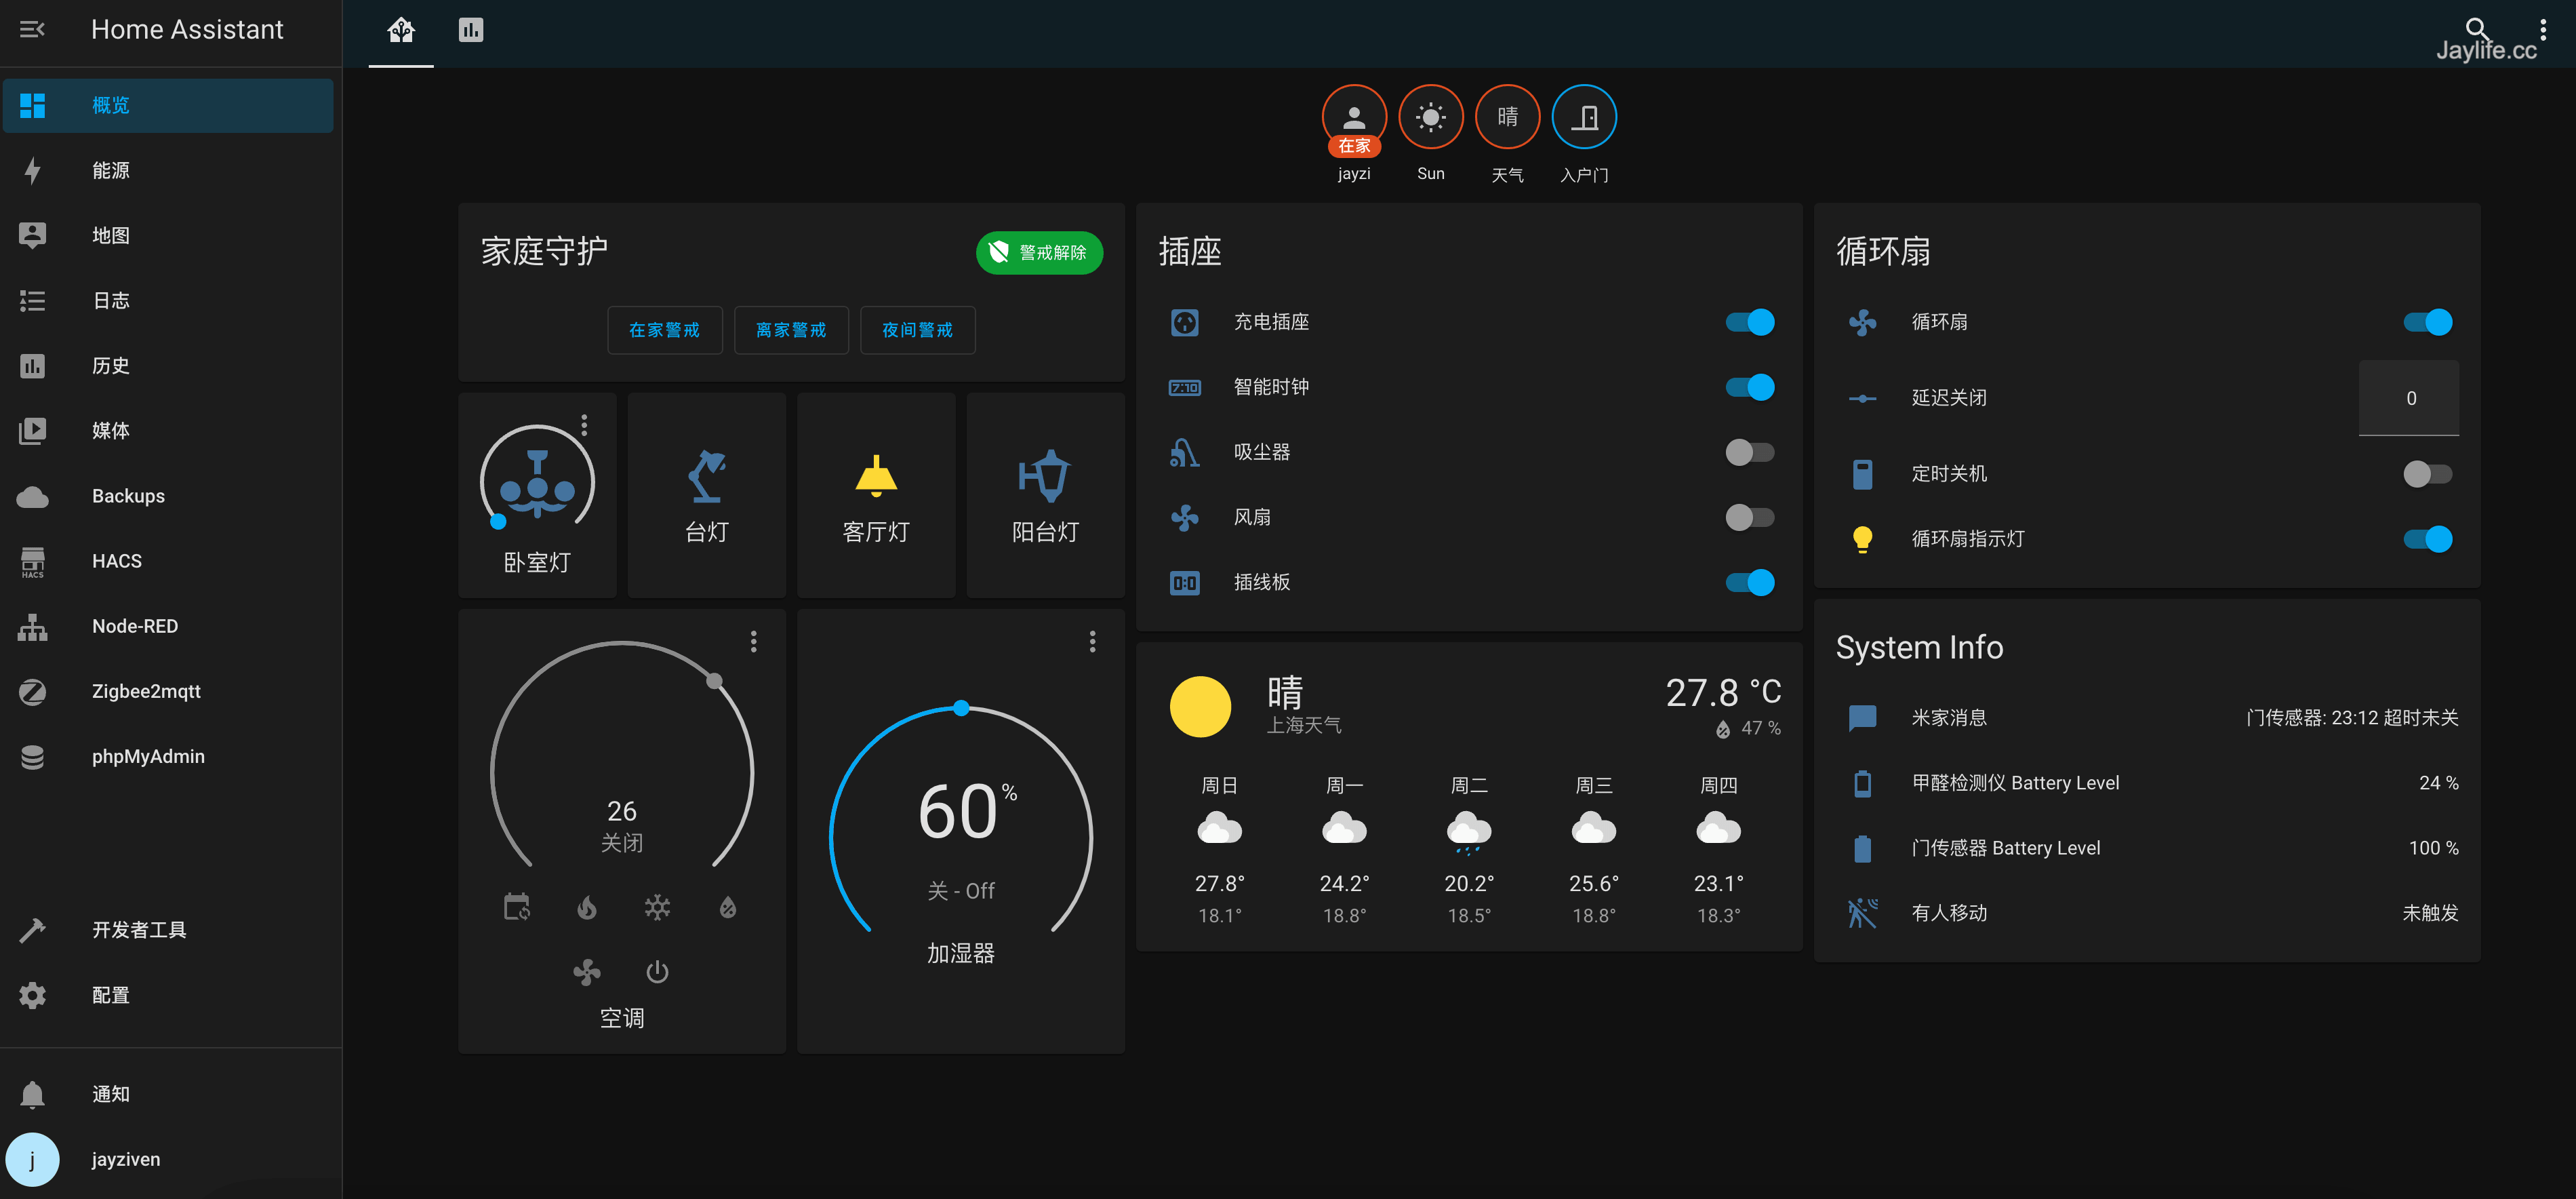 Home Assistant
Jaylife.cc
概览
能源
地图
日志
历史
媒体
Backups
HACS
HACS
Node-RED
Zigbee2mqtt
phpMyAdmin
开发者工具
配置
通知
j
jayziven
晴
在家
jayzi
Sun
天气
入户门
家庭守护
警戒解除
在家警戒
离家警戒
夜间警戒
卧室灯
台灯
客厅灯
阳台灯
26
关闭
空调
60 %
关 - Off
加湿器
插座
充电插座
7:10
智能时钟
吸尘器
风扇
0:0
插线板
晴
上海天气
27.8 °C
47 %
周日 周一 周二 周三 周四
27.8° 24.2° 20.2° 25.6° 23.1°
18.1° 18.8° 18.5° 18.8° 18.3°
循环扇
循环扇
延迟关闭 0
定时关机
循环扇指示灯
System Info
米家消息 门传感器: 23:12 超时未关
甲醛检测仪 Battery Level 24 %
门传感器 Battery Level 100 %
有人移动 未触发